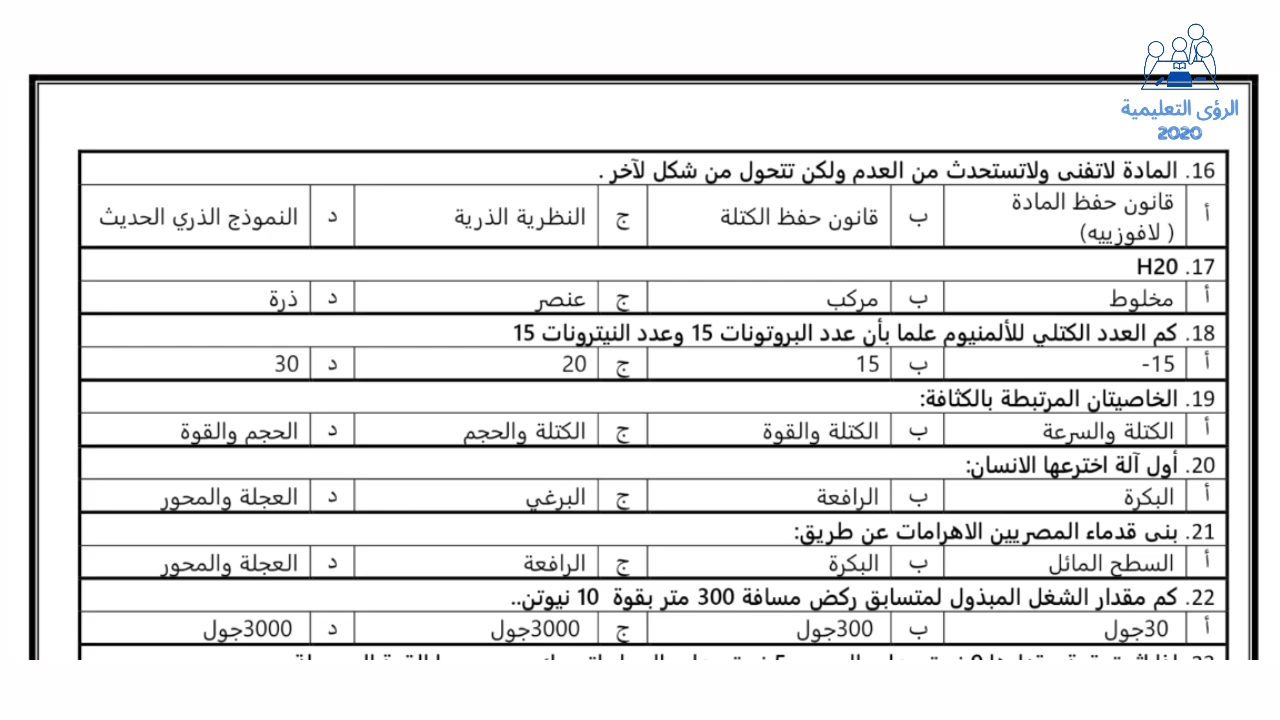 الرؤى التعليمية
2020
16. المادة لاتفنى ولاتستحدث من العدم ولكن تتحول من شكل لآخر .
أ قانون حفظ المادة ( لافوزييه) ب قانون حفظ الكتلة ج النظرية الذرية د النموذج الذري الحديث
17. H20
أ مخلوط ب مركب ج عنصر د ذرة
18. كم العدد الكتلي للألمنيوم علما بأن عدد البروتونات 15 وعدد النيترونات 15
أ -15 ب 15 ج 20 د 30
19. الخاصيتان المرتبطة بالكثافة:
أ الكتلة والسرعة ب الكتلة والقوة ج الكتلة والحجم د الحجم والقوة
20. أول آلة اخترعها الانسان:
أ البكرة ب الرافعة ج البرغي د العجلة والمحور
21. بنى قدماء المصريين الاهرامات عن طريق:
أ السطح المائل ب البكرة ج الرافعة د العجلة والمحور
22. كم مقدار الشغل المبذول لمتسابق ركض مسافة 300 متر بقوة 10 نيوتن..
أ 30جول ب 300جول ج 3000جول د 3000جول